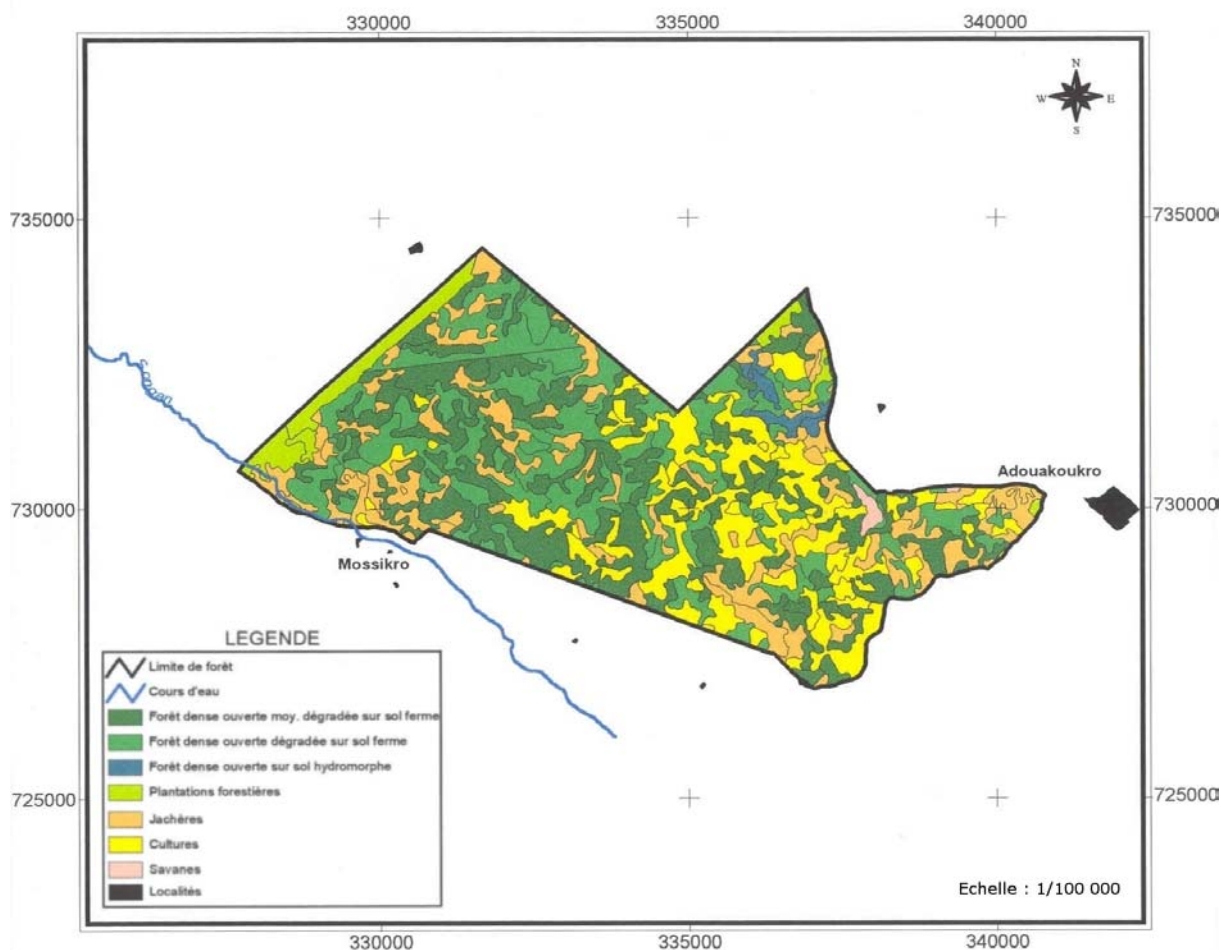 330000
335000
340000
N
W
E
S
735000
735000
Adouakoukro
730000
730000
Mossikro
LEGENDE
Limite de forêt
Cours d'eau
Forêt dense ouverte moy. dégradée sur sol ferme
Forêt dense ouverte dégradée sur sol ferme
Forêt dense ouverte sur sol hydromorphe
Plantations forestières
Jachères
Cultures
Savanes
Localités
725000
725000
Echelle : 1/100 000
330000
335000
340000